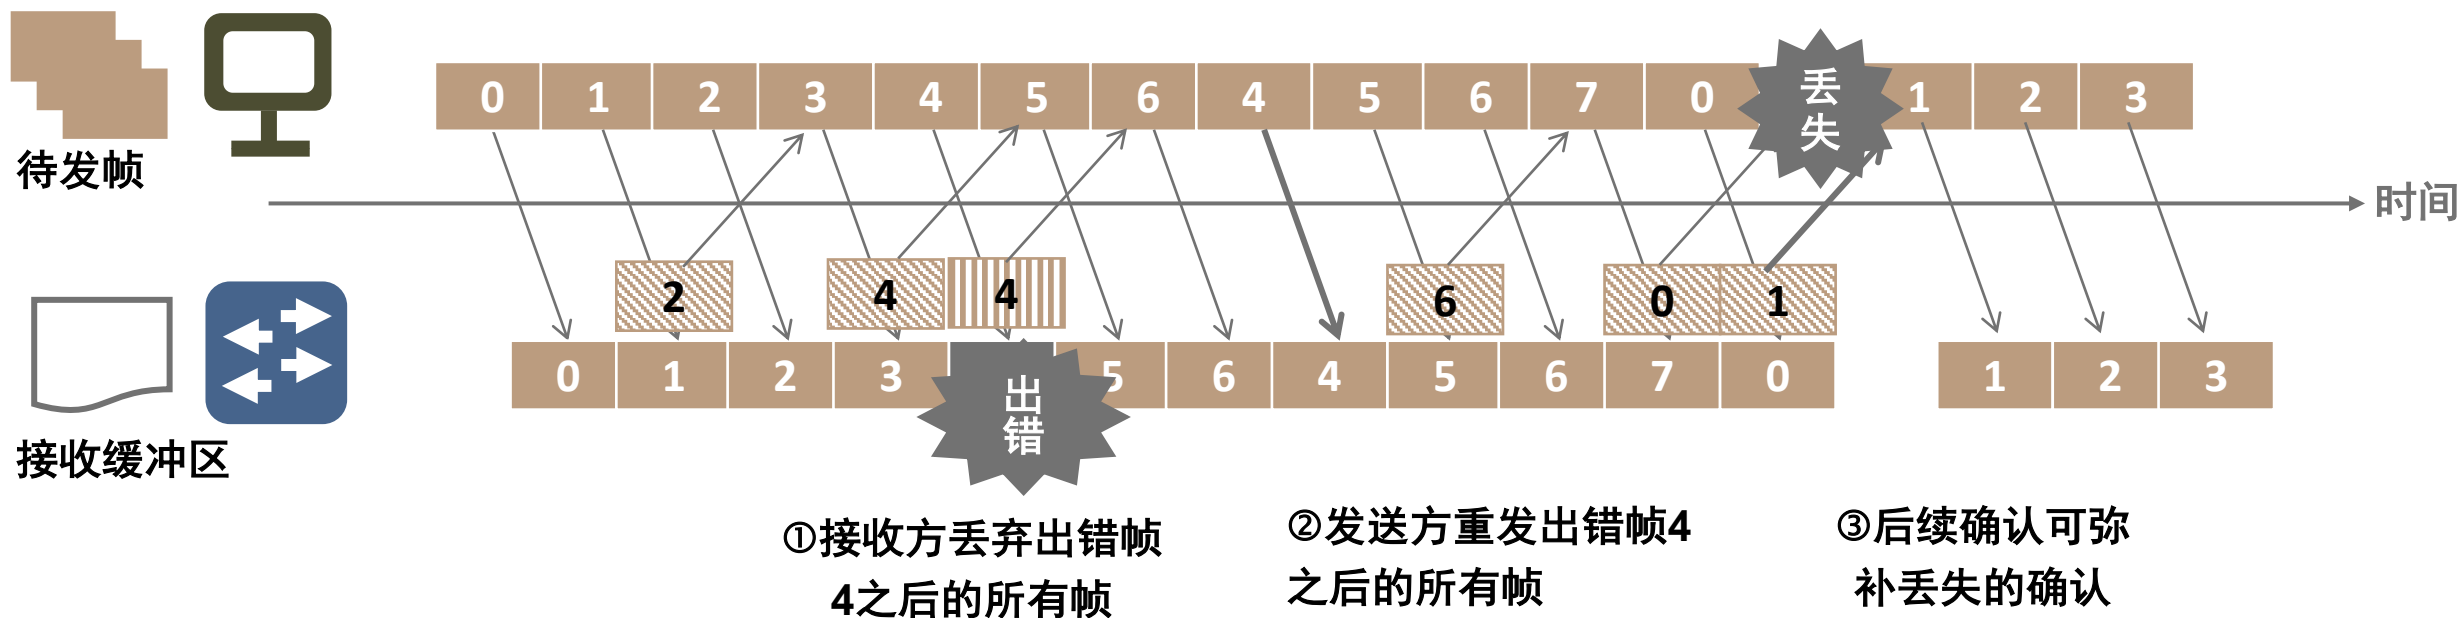 待发帧
0 1 2 3 4 5 6 4 5 6 7 0 丢失 1 2 3
时间
2 4 4 6 0 1
接收缓冲区
0 1 2 3 出错 5 6 4 5 6 7 0 1 2 3
①接收方丢弃出错帧
4之后的所有帧
②发送方重发出错帧4
之后的所有帧
③后续确认可弥
补丢失的确认